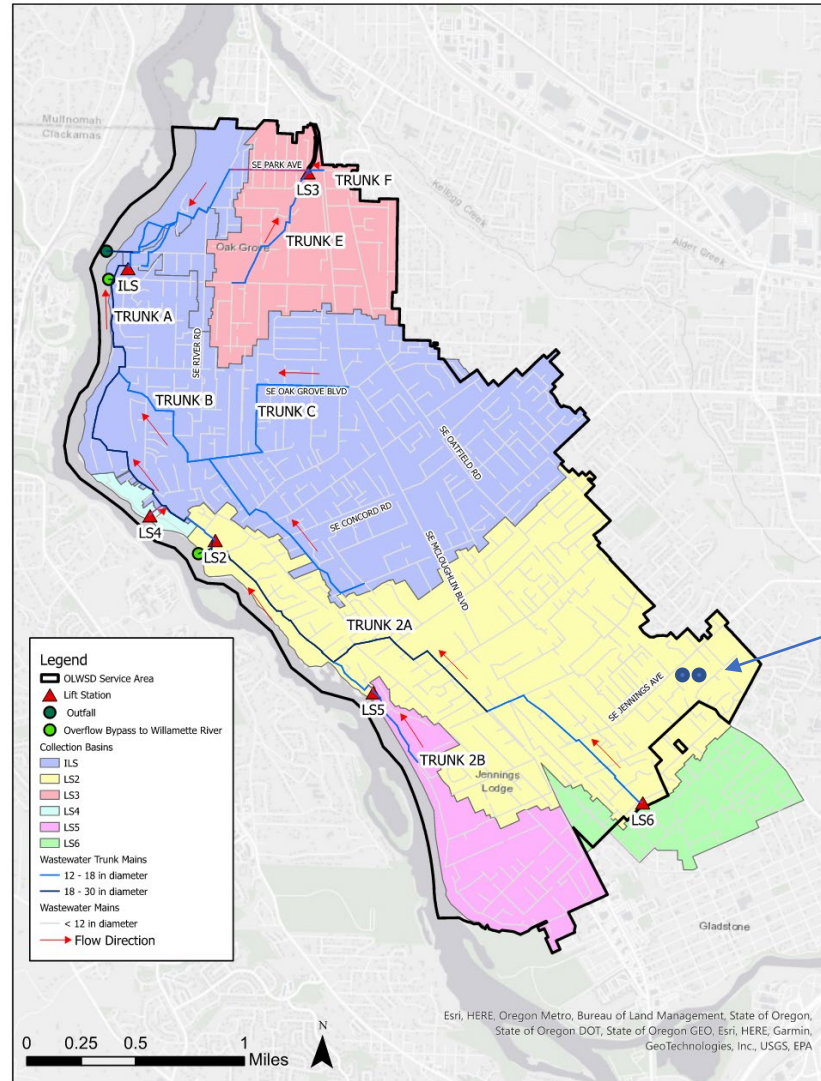 Multnomah
Clackamas
SE PARK AVE
TRUNK F
LS3
Kellogg Creek
TRUNK E
Oak Grove
Alder Creek
ILS
TRUNK A
SE RIVER RD
TRUNK B
SE OAK GROVE BLVD
TRUNK C
SE OATFIELD RD
SE CONCORD RD
SE MCLOUGHLIN BLVD
LS4
LS2
TRUNK 2A
SE JENNINGS AVE
LS5
TRUNK 2B
Jennings
Lodge
LS6
Gladstone
Legend
OLWSD Service Area
Lift Station
Outfall
Overflow Bypass to Willamette River
Collection Basins
ILS
LS2
LS3
LS4
LS5
LS6
Wastewater Trunk Mains
12 - 18 in diameter
18 - 30 in diameter
Wastewater Mains
< 12 in diameter
Flow Direction
0 0.25 0.5 1
Miles
N
Esri, HERE, Oregon Metro, Bureau of Land Management, State of Oregon,
State of Oregon DOT, State of Oregon GEO, Esri, HERE, Garmin,
GeoTechnologies, Inc., USGS, EPA